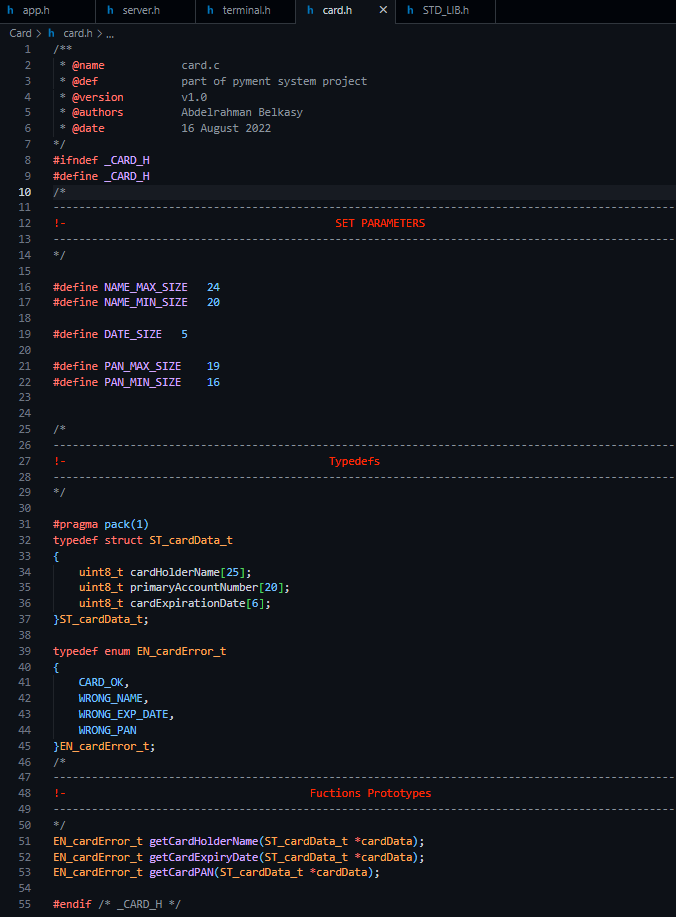 h app.h h server.h h terminal.h h card.h × h STD_LIB.h
Card > h card.h > ...
1 /**
2 * @name card.c
3 * @def part of pyment system project
4 * @version v1.0
5 * @authors Abdelrahman Belkasy
6 * @date 16 August 2022
7 */
8 #ifndef _CARD_H
9 #define _CARD_H
10 /*
11 ----------------------------------------------------------------------------------------------------
12 !- SET PARAMETERS
13 ----------------------------------------------------------------------------------------------------
14 */
15
16 #define NAME_MAX_SIZE 24
17 #define NAME_MIN_SIZE 20
18
19 #define DATE_SIZE 5
20
21 #define PAN_MAX_SIZE 19
22 #define PAN_MIN_SIZE 16
23
24
25 /*
26 ----------------------------------------------------------------------------------------------------
27 !- Typedefs
28 ----------------------------------------------------------------------------------------------------
29 */
30
31 #pragma pack(1)
32 typedef struct ST_cardData_t
33 {
34 uint8_t cardHolderName[25];
35 uint8_t primaryAccountNumber[20];
36 uint8_t cardExpirationDate[6];
37 }ST_cardData_t;
38
39 typedef enum EN_cardError_t
40 {
41 CARD_OK,
42 WRONG_NAME,
43 WRONG_EXP_DATE,
44 WRONG_PAN
45 }EN_cardError_t;
46 /*
47 ----------------------------------------------------------------------------------------------------
48 !- Fuctions Prototypes
49 ----------------------------------------------------------------------------------------------------
50 */
51 EN_cardError_t getCardHolderName(ST_cardData_t *cardData);
52 EN_cardError_t getCardExpiryDate(ST_cardData_t *cardData);
53 EN_cardError_t getCardPAN(ST_cardData_t *cardData);
54
55 #endif /* _CARD_H */